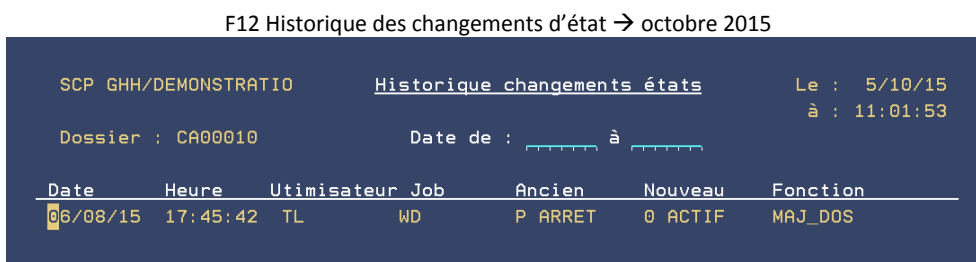 F12 Historique des changements d’état → octobre 2015
SCP GHH/DEMONSTRATIO Historique changements états Le : 5/10/15
à : 11:01:53
Dossier : CA00010 Date de : à
Date Heure Utimisateur Job Ancien Nouveau Fonction
06/08/15 17:45:42 TL WD P ARRET 0 ACTIF MAJ_DOS